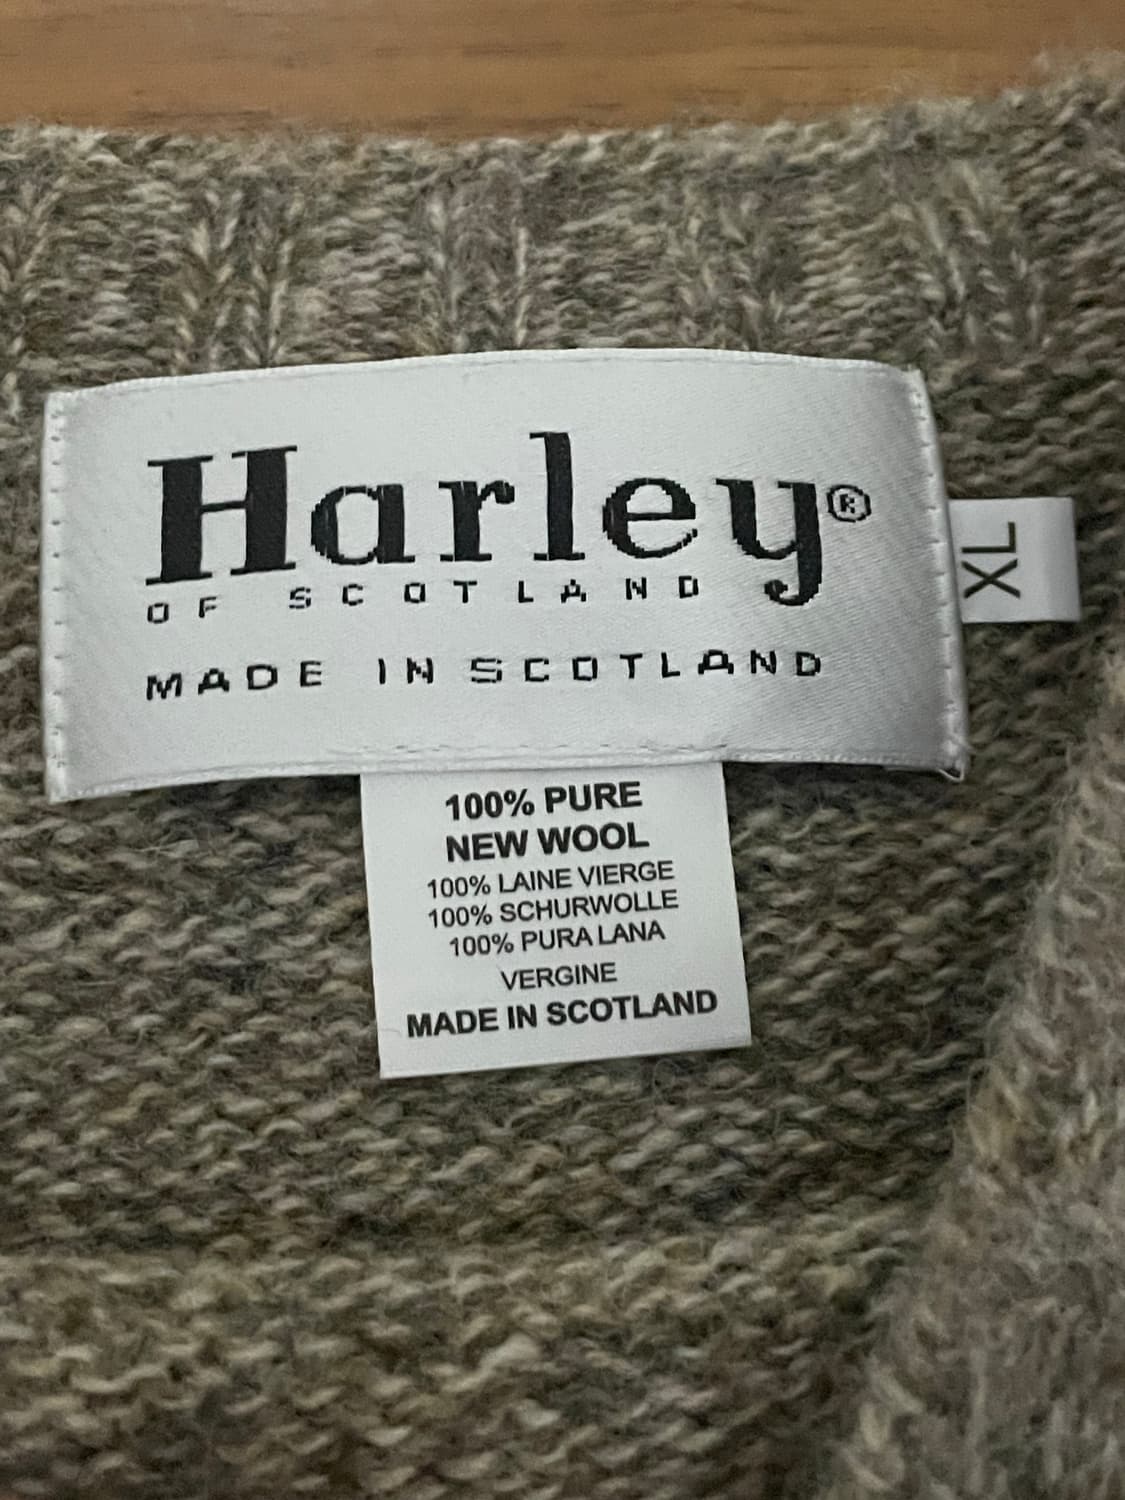 Harley®
OF SCOTLAND
MADE IN SCOTLAND
XL
100% PURE
NEW WOOL
100% LAINE VIERGE
100% SCHURWOLLE
100% PURA LANA
VERGINE
MADE IN SCOTLAND